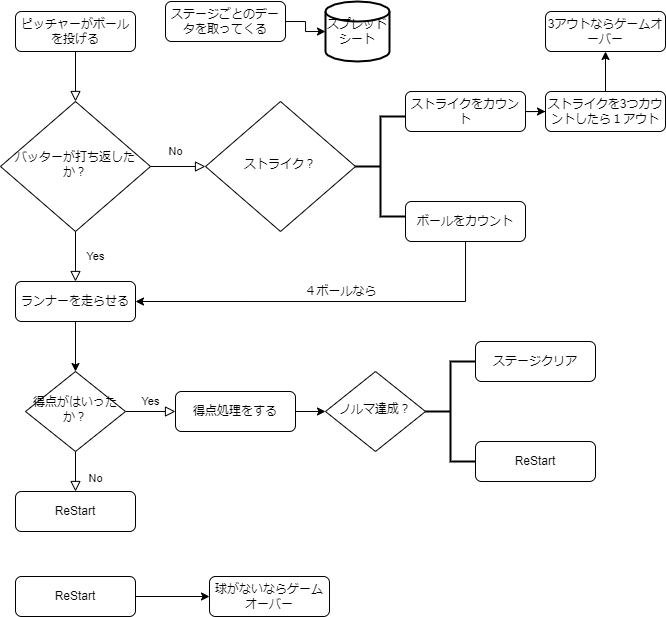 ピッチャーがボール
を投げる
ステージごとのデー
タを取ってくる
スプレット
シート
3アウトならゲームオ
ーバー
ストライクをカウン
ト
ストライクを3つカウ
ントしたら１アウト
バッターが打ち返した
か？
No
ストライク？
ボールをカウント
Yes
４ボールなら
ランナーを走らせる
ステージクリア
得点がはいった
か？
Yes
得点処理をする
ノルマ達成？
ReStart
No
ReStart
ReStart
球がないならゲーム
オーバー